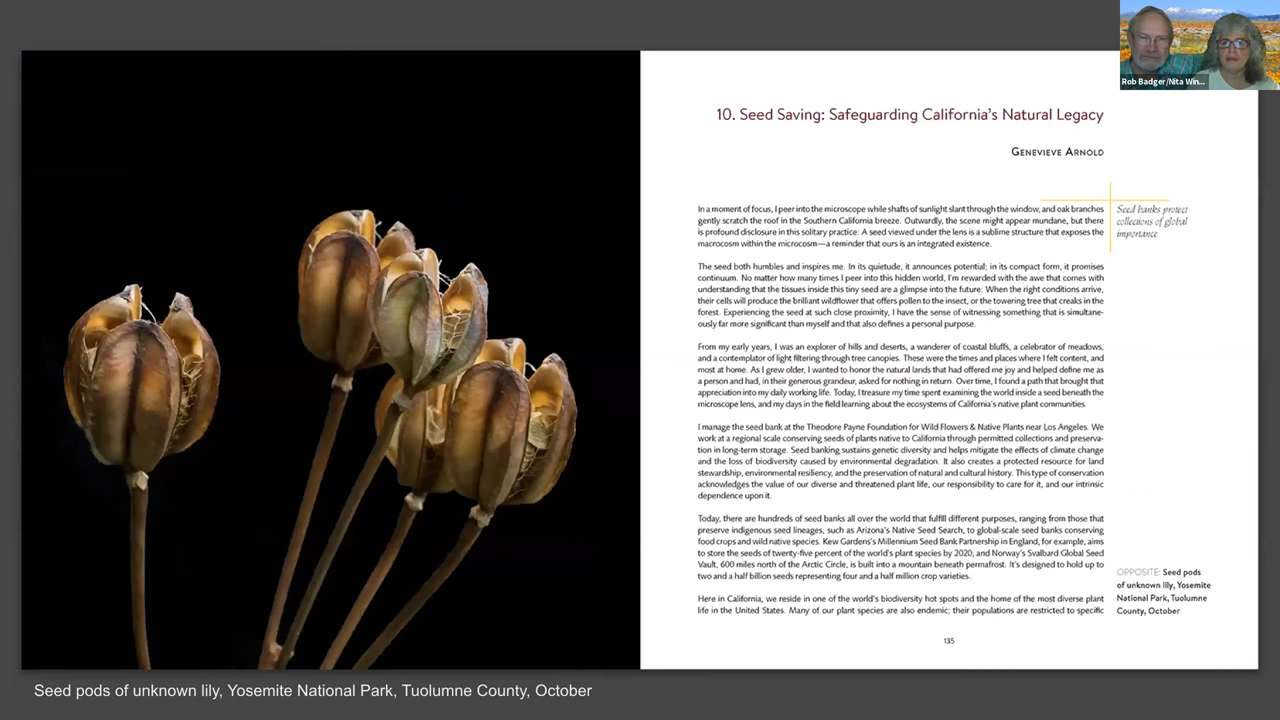 Rob Badger/Nita Win...
10. Seed Saving: Safeguarding California's Natural Legacy
Genevieve Arnold
In a moment of focus, I peer into the microscope while shafts of sunlight slant through the window, and oak branches
gently scratch the roof in the Southern California breeze. Outwardly, the scene might appear mundane, but there
is profound disclosure in this solitary practice: A seed viewed under the lens is a sublime structure that exposes the
macrocosm within the microcosm—a reminder that ours is an integrated existence.
Seed banks protect
collections of global
importance
The seed both humbles and inspires me. In its quietude, it announces potential; in its compact form, it promises
continuum. No matter how many times I peer into this hidden world, I'm rewarded with the awe that comes with
understanding that the tissues inside this tiny seed are a glimpse into the future: When the right conditions arrive,
their cells will produce the brilliant wildflower that offers pollen to the insect, or the towering tree that creaks in the
forest. Experiencing the seed at such close proximity, I have the sense of witnessing something that is simultane-
ously far more significant than myself and that also defines a personal purpose.
From my early years, I was an explorer of hills and deserts, a wanderer of coastal bluffs, a celebrator of meadows,
and a contemplator of light filtering through tree canopies. These were the times and places where I felt content, and
most at home. As I grew older, I wanted to honor the natural lands that had offered me joy and helped define me as
a person and had, in their generous grandeur, asked for nothing in return. Over time, I found a path that brought that
appreciation into my daily working life. Today, I treasure my time spent examining the world inside a seed beneath the
microscope lens, and my days in the field learning about the ecosystems of California's native plant communities.
I manage the seed bank at the Theodore Payne Foundation for Wild Flowers & Native Plants near Los Angeles. We
work at a regional scale conserving seeds of plants native to California through permitted collections and preserva-
tion in long-term storage. Seed banking sustains genetic diversity and helps mitigate the effects of climate change
and the loss of biodiversity caused by environmental degradation. It also creates a protected resource for land
stewardship, environmental resiliency, and the preservation of natural and cultural history. This type of conservation
acknowledges the value of our diverse and threatened plant life, our responsibility to care for it, and our intrinsic
dependence upon it.
Today, there are hundreds of seed banks all over the world that fulfill different purposes, ranging from those that
preserve indigenous seed lineages, such as Arizona's Native Seed Search, to global-scale seed banks conserving
food crops and wild native species. Kew Gardens's Millennium Seed Bank Partnership in England, for example, aims
to store the seeds of twenty-five percent of the world's plant species by 2020, and Norway's Svalbard Global Seed
Vault, 600 miles north of the Arctic Circle, is built into a mountain beneath permafrost. It's designed to hold up to
two and a half billion seeds representing four and a half million crop varieties.
Here in California, we reside in one of the world's biodiversity hot spots and the home of the most diverse plant
life in the United States. Many of our plant species are also endemic; their populations are restricted to specific
OPPOSITE: Seed pods
of unknown lily, Yosemite
National Park, Tuolumne
County, October
135
Seed pods of unknown lily, Yosemite National Park, Tuolumne County, October